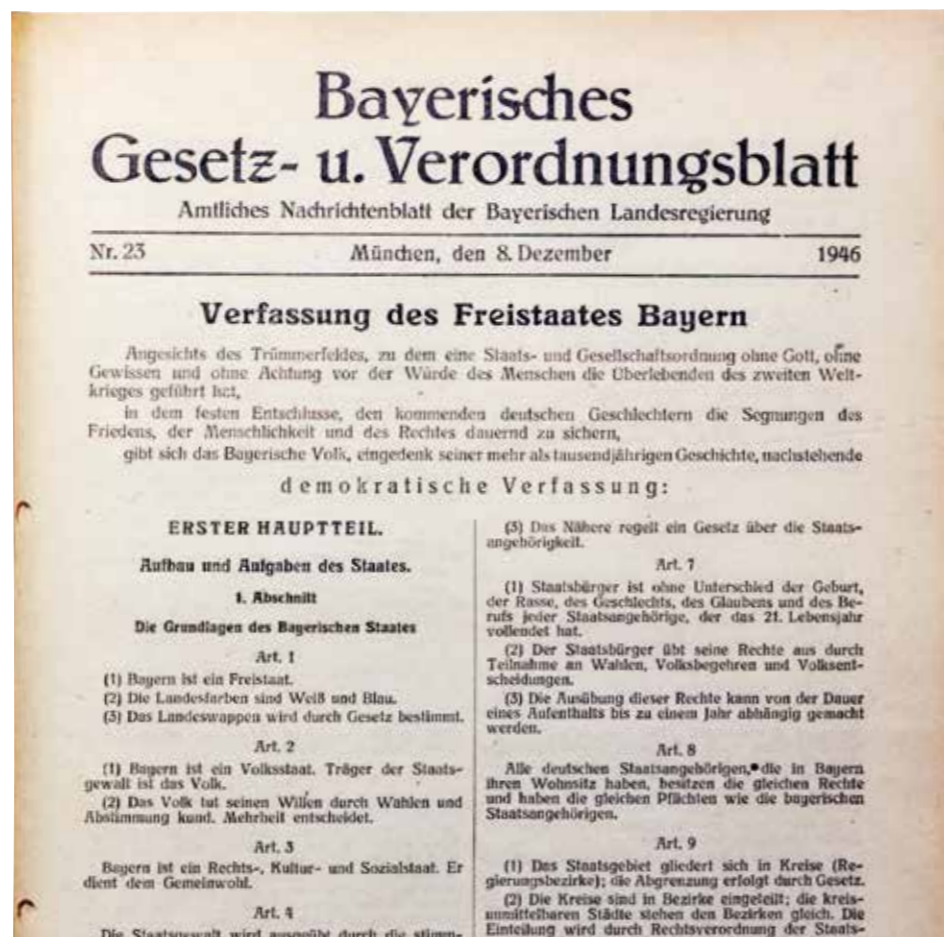 Bayerisches
Gesetz- u. Verordnungsblatt
Amtliches Nachrichtenblatt der Bayerischen Landesregierung
Nr. 23 München, den 8. Dezember 1946
Verfassung des Freistaates Bayern
Angesichts des Trümmerfeldes, zu dem eine Staats- und Gesellschaftsordnung ohne Gott, ohne
Gewissen und ohne Achtung vor der Würde des Menschen die Überlebenden des zweiten Welt-
krieges geführt hat,
in dem festen Entschlusse, den kommenden deutschen Geschlechtern die Segnungen des
Friedens, der Menschlichkeit und des Rechtes dauernd zu sichern,
gibt sich das Bayerische Volk, eingedenk seiner mehr als tausendjährigen Geschichte, nachstehende
demokratische Verfassung:
ERSTER HAUPTTEIL.
Aufbau und Aufgaben des Staates.
1. Abschnitt
Die Grundlagen des Bayerischen Staates
Art. 1
(1) Bayern ist ein Freistaat.
(2) Die Landesfarben sind Weiß und Blau.
(3) Das Landeswappen wird durch Gesetz bestimmt.
Art. 2
(1) Bayern ist ein Volksstaat. Träger der Staats-
gewalt ist das Volk.
(2) Das Volk tut seinen Willen durch Wahlen und
Abstimmung kund. Mehrheit entscheidet.
Art. 3
Bayern ist ein Rechts-, Kultur- und Sozialstaat. Er
dient dem Gemeinwohl.
Art. 4
Die Staatsgewalt wird ausgeübt durch die stimm-
(3) Das Nähere regelt ein Gesetz über die Staats-
angehörigkeit.
Art. 7
(1) Staatsbürger ist ohne Unterschied der Geburt,
der Rasse, des Geschlechts, des Glaubens und des Be-
rufs jeder Staatsangehörige, der das 21. Lebensjahr
vollendet hat.
(2) Der Staatsbürger übt seine Rechte aus durch
Teilnahme an Wahlen, Volksbegehren und Volksent-
scheidungen.
(3) Die Ausübung dieser Rechte kann von der Dauer
eines Aufenthalts bis zu einem Jahr abhängig gemacht
werden.
Art. 8
Alle deutschen Staatsangehörigen, die in Bayern
ihren Wohnsitz haben, besitzen die gleichen Rechte
und haben die gleichen Pflichten wie die bayerischen
Staatsangehörigen.
Art. 9
(1) Das Staatsgebiet gliedert sich in Kreise (Re-
gierungsbezirke); die Abgrenzung erfolgt durch Gesetz.
(2) Die Kreise sind in Bezirke eingeteilt; die kreis-
unmittelbaren Städte stehen den Bezirken gleich. Die
Einteilung wird durch Rechtsverordnung der Staats-